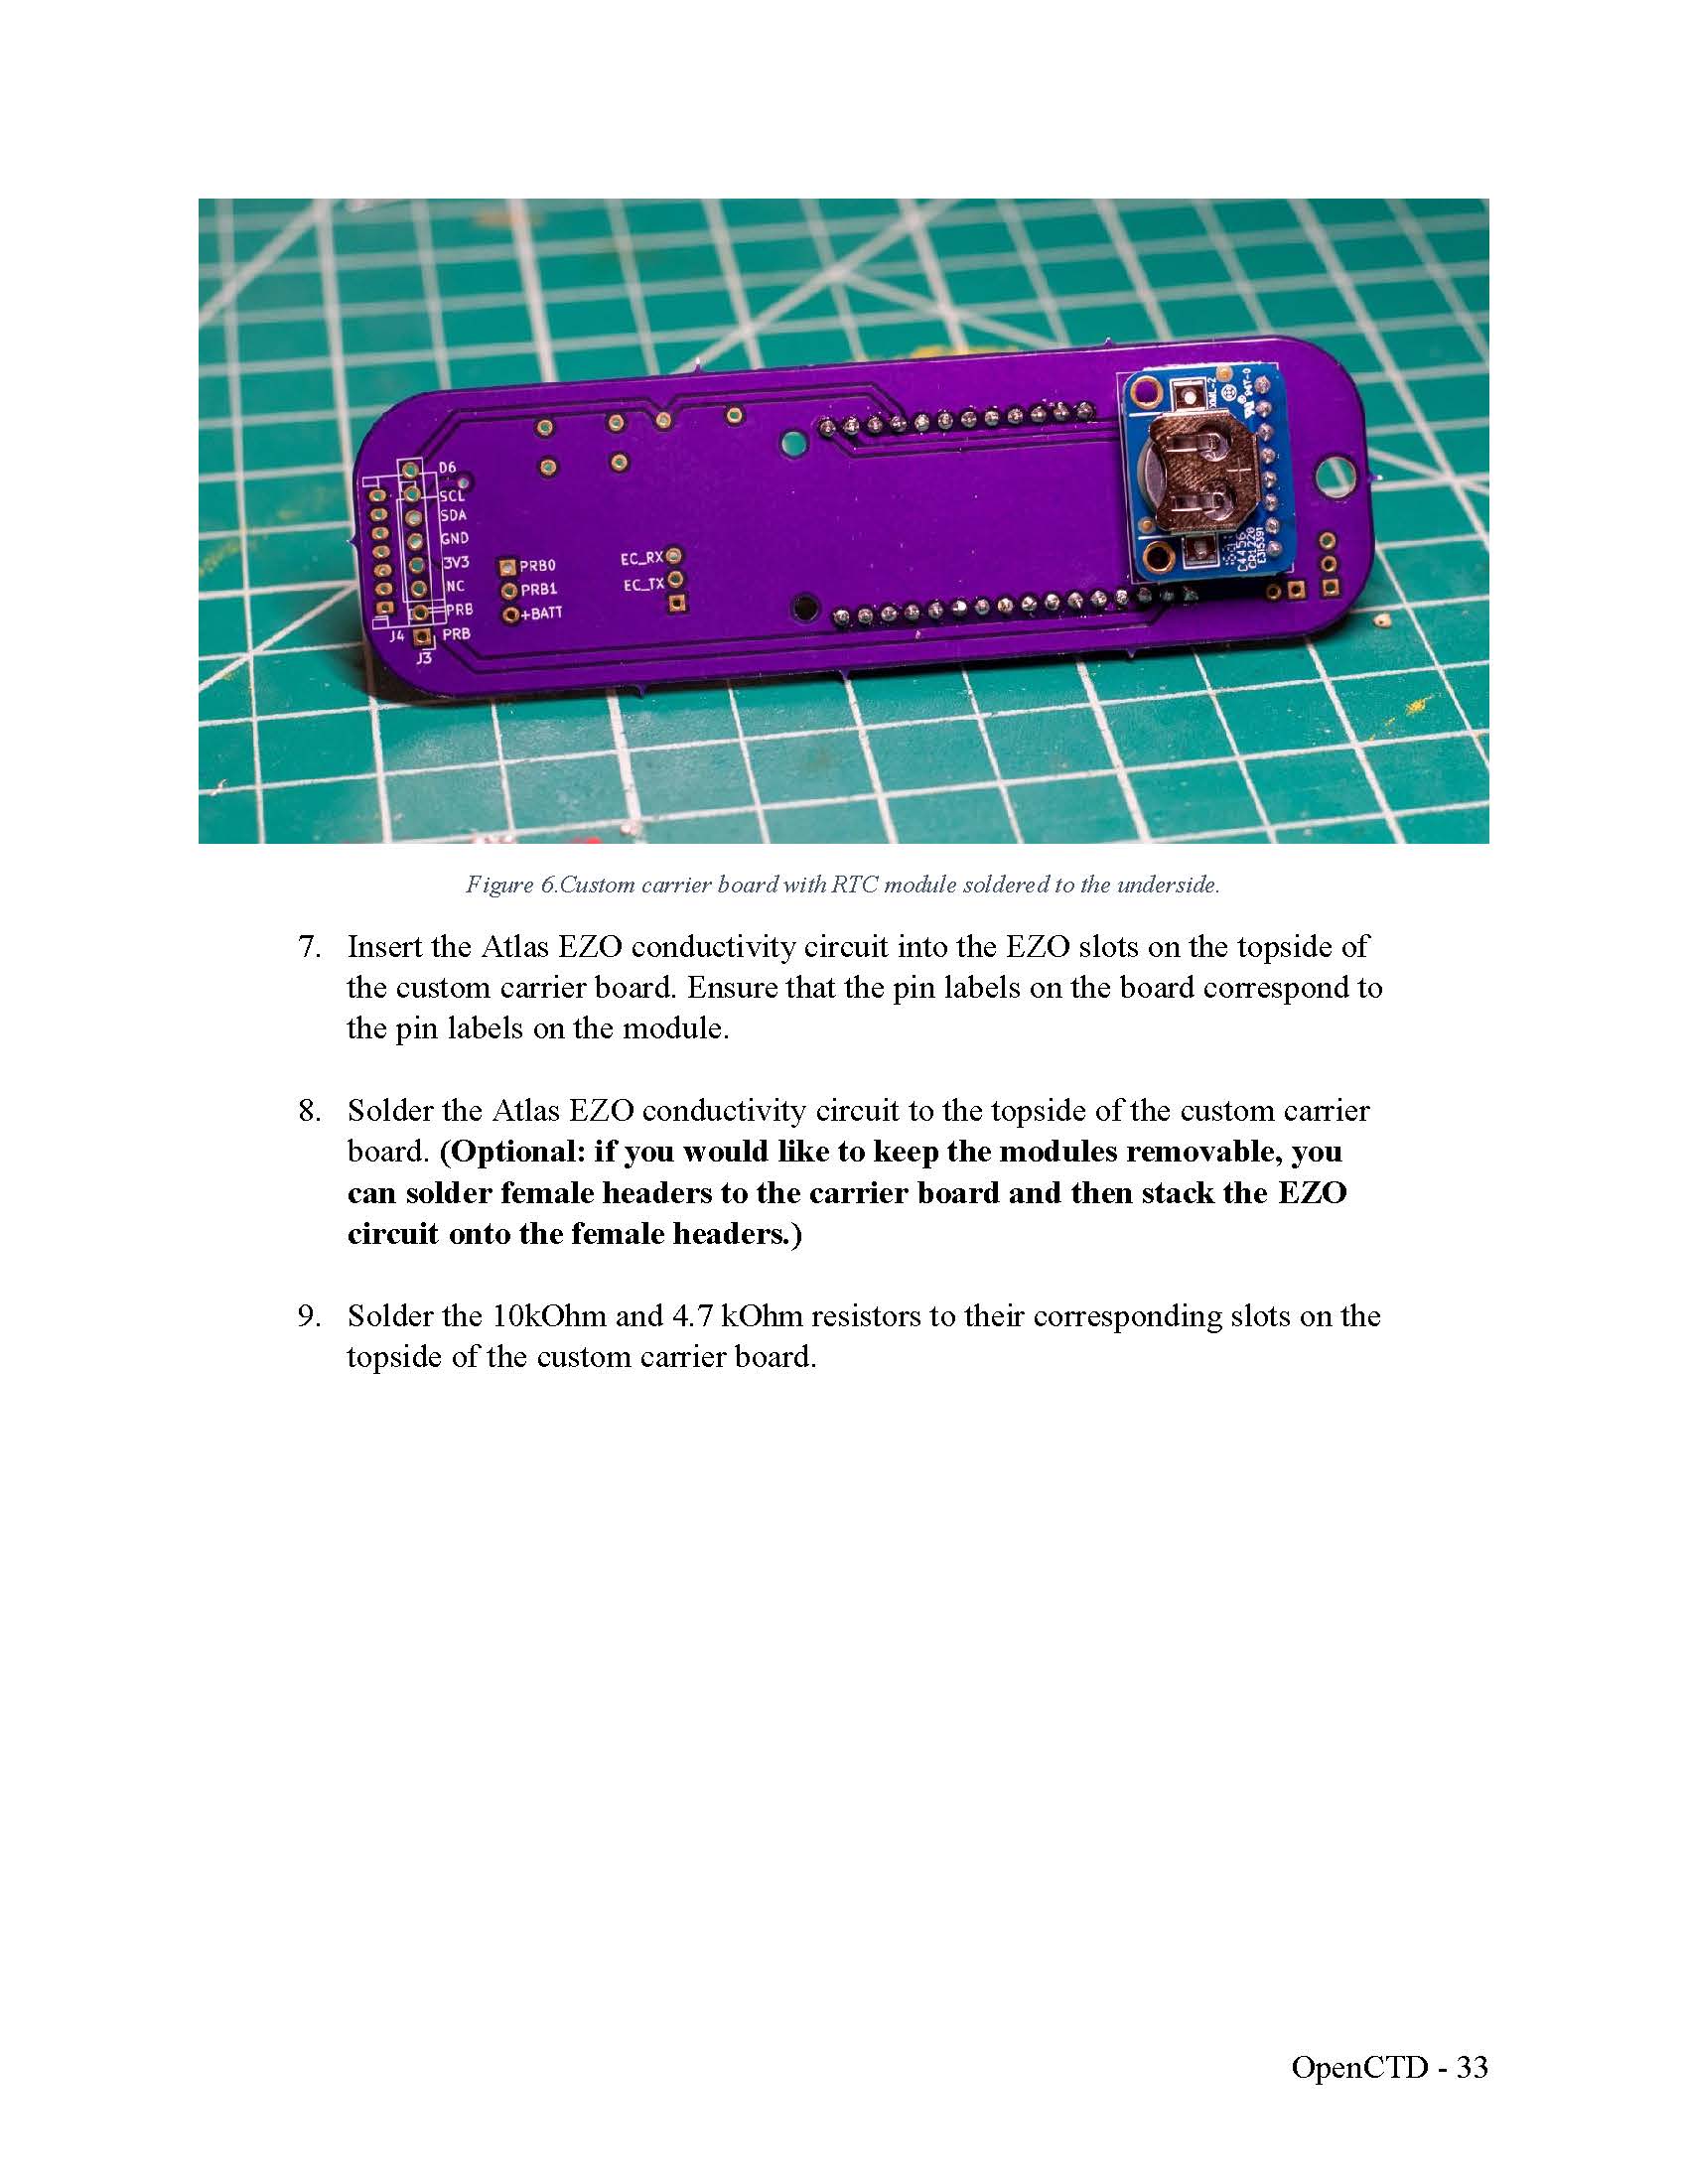 D6
SCL
SDA
GND
3V3
NC
PRB
PRB
J4
J3
PRB0
PRB1
+BATT
EC_RX
EC_TX
Figure 6.Custom carrier board with RTC module soldered to the underside.
7. Insert the Atlas EZO conductivity circuit into the EZO slots on the topside of
the custom carrier board. Ensure that the pin labels on the board correspond to
the pin labels on the module.
8. Solder the Atlas EZO conductivity circuit to the topside of the custom carrier
board. (Optional: if you would like to keep the modules removable, you
can solder female headers to the carrier board and then stack the EZO
circuit onto the female headers.)
9. Solder the 10kOhm and 4.7 kOhm resistors to their corresponding slots on the
topside of the custom carrier board.
OpenCTD - 33